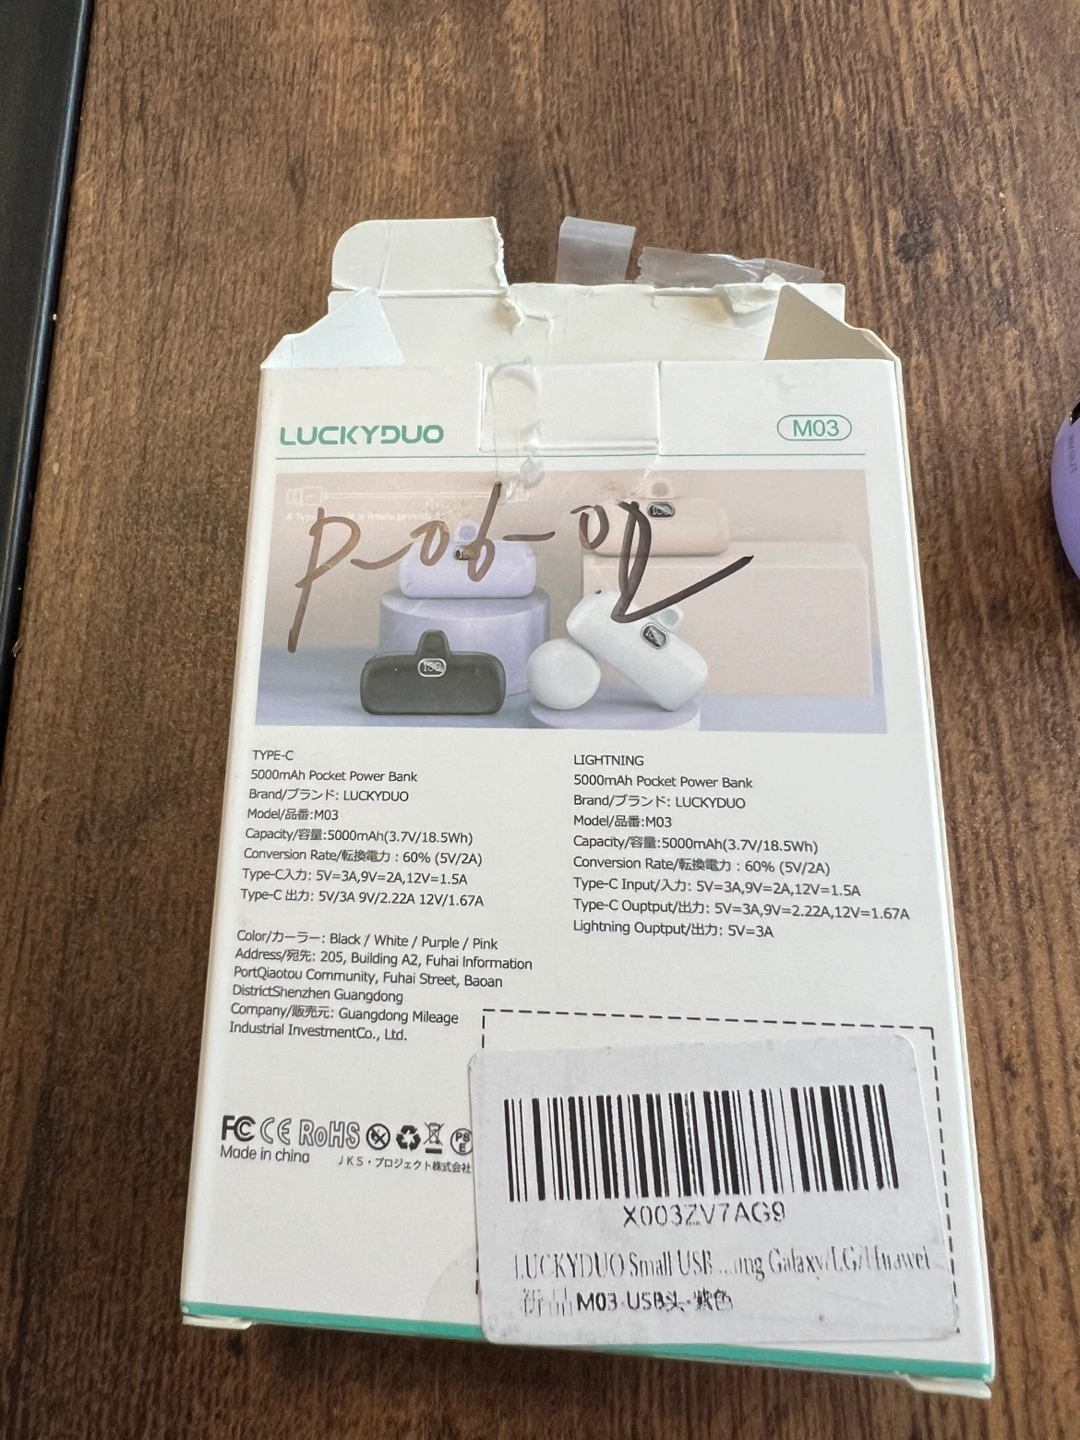 LUCKYDUO
M03
P-06-02
TYPE-C
5000mAh Pocket Power Bank
Brand/ブランド: LUCKYDUO
Model/品番:M03
Capacity/容量:5000mAh(3.7V/18.5Wh)
Conversion Rate/転換電力：60% (5V/2A)
Type-C入力: 5V=3A,9V=2A,12V=1.5A
Type-C 出力: 5V/3A 9V/2.22A 12V/1.67A
Color/カーラー: Black / White / Purple / Pink
Address/宛先: 205, Building A2, Fuhai Information
PortQiaotou Community, Fuhai Street, Baoan
DistrictShenzhen Guangdong
Company/販売元: Guangdong Mileage
Industrial InvestmentCo., Ltd.
LIGHTNING
5000mAh Pocket Power Bank
Brand/ブランド: LUCKYDUO
Model/品番:M03
Capacity/容量:5000mAh(3.7V/18.5Wh)
Conversion Rate/転換電力：60% (5V/2A)
Type-C Input/入力: 5V=3A,9V=2A,12V=1.5A
Type-C Ouptput/出力: 5V=3A,9V=2.22A,12V=1.67A
Lightning Ouptput/出力: 5V=3A
FC CE RoHS PSE
Made in china
JKS・プロジェクト株式会社
X003ZV7AG9
LUCKYDUO Small USB ...ung Galaxy/LG/Huawei
新品 M03-USB头-紫色